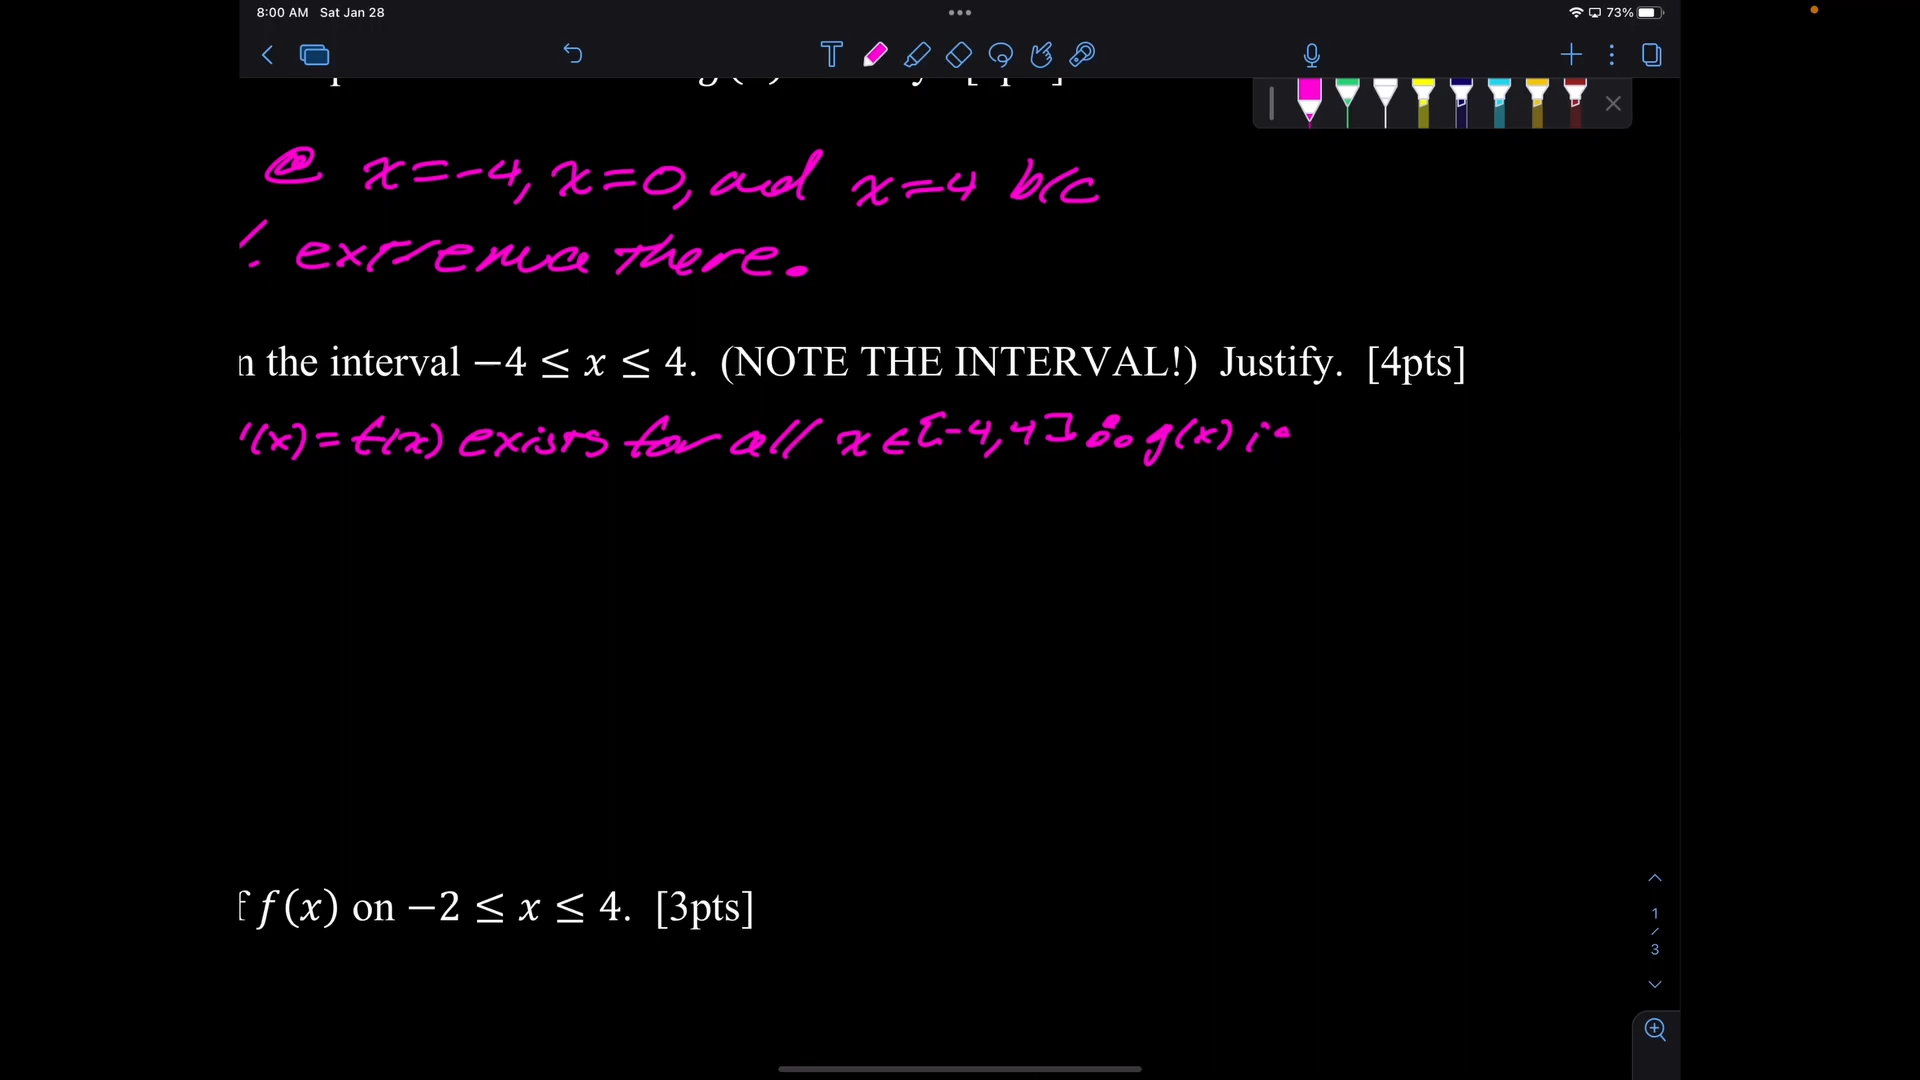 8:00 AM Sat Jan 28
73%
@ x=-4, x=0, and x=4 b/c
! extrema there.
n the interval −4 ≤ x ≤ 4. (NOTE THE INTERVAL!) Justify. [4pts]
'(x)=f(x) exists for all x∈[-4,4] ∴ g(x) is
f f(x) on −2 ≤ x ≤ 4. [3pts]
1
/
3